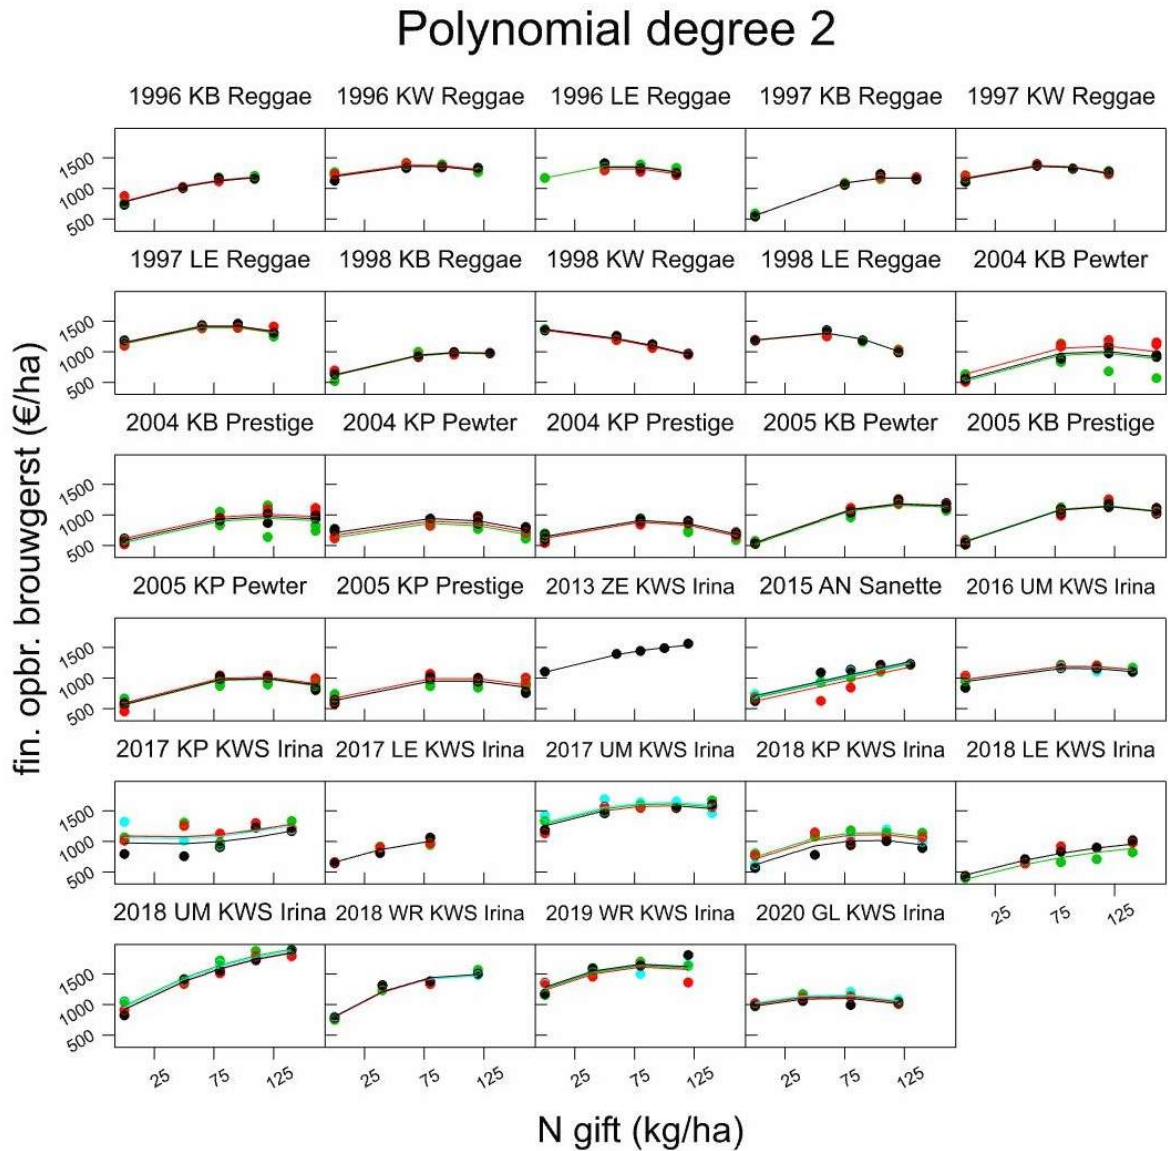 Polynomial degree 2
1996 KB Reggae 1996 KW Reggae 1996 LE Reggae 1997 KB Reggae 1997 KW Reggae
1500
1000
500
1997 LE Reggae 1998 KB Reggae 1998 KW Reggae 1998 LE Reggae 2004 KB Pewter
1500
1000
500
2004 KB Prestige 2004 KP Pewter 2004 KP Prestige 2005 KB Pewter 2005 KB Prestige
1500
1000
500
2005 KP Pewter 2005 KP Prestige 2013 ZE KWS Irina 2015 AN Sanette 2016 UM KWS Irina
1500
1000
500
2017 KP KWS Irina 2017 LE KWS Irina 2017 UM KWS Irina 2018 KP KWS Irina 2018 LE KWS Irina
1500
1000
500
25 75 125
2018 UM KWS Irina 2018 WR KWS Irina 2019 WR KWS Irina 2020 GL KWS Irina
1500
1000
500
25 75 125 25 75 125 25 75 125 25 75 125
fin. opbr. brouwgerst (€/ha)
N gift (kg/ha)